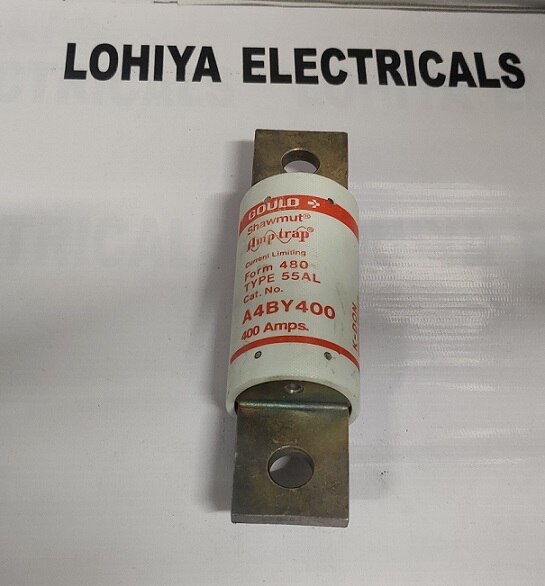 LOHIYA ELECTRICALS
GOULD
Shawmut®
Amp-trap®
Current Limiting
Form 480
TYPE 55AL
Cat. No.
A4BY400
400 Amps.